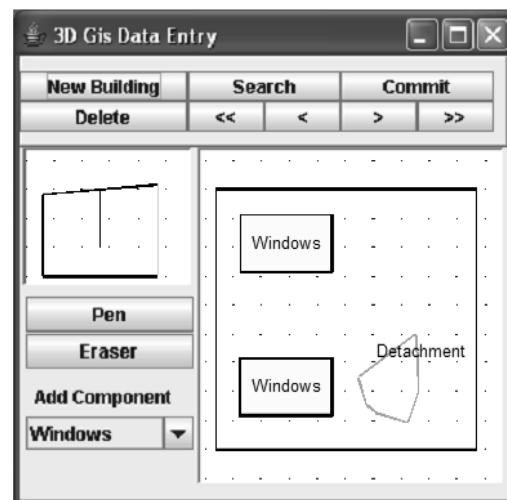 3D Gis Data Entry
New Building Search Commit
Delete << < > >>
Windows
Pen
Eraser
Detachment
Add Component
Windows
Windows